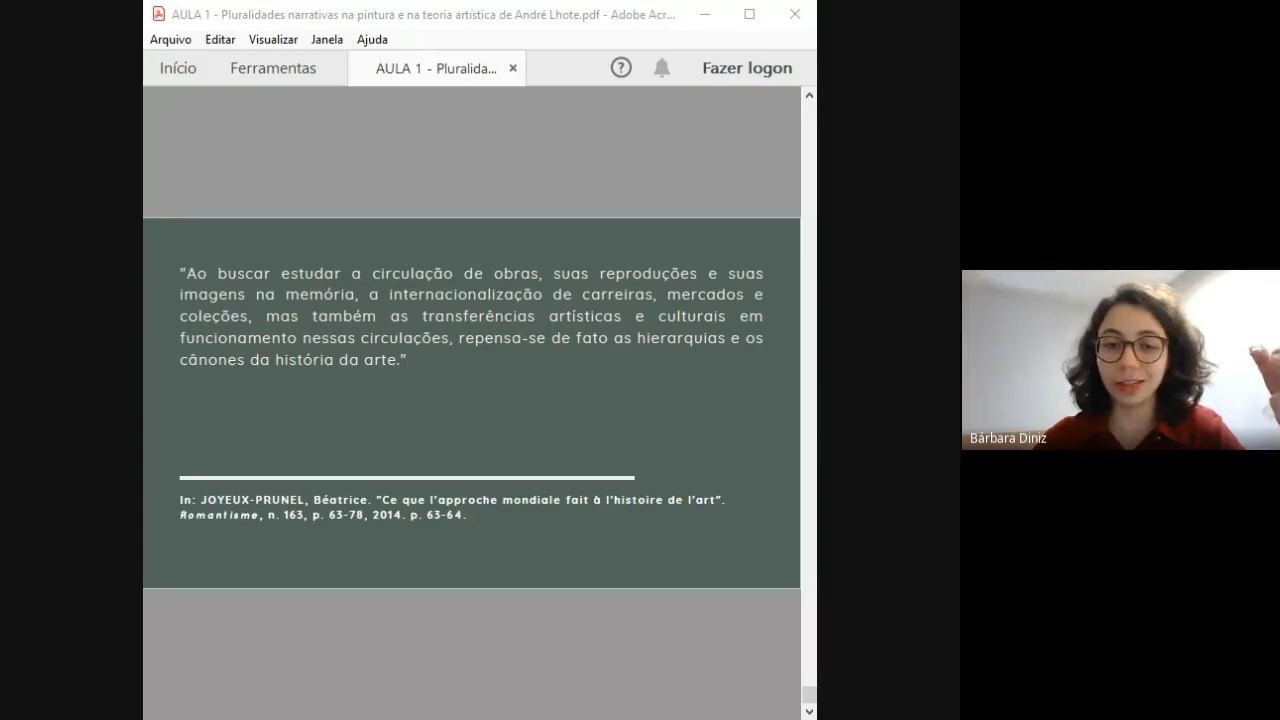 AULA 1 - Pluralidades narrativas na pintura e na teoria artística de André Lhote.pdf - Adobe Acr...
Arquivo Editar Visualizar Janela Ajuda
Início Ferramentas AULA 1 - Pluralida... × Fazer logon
"Ao buscar estudar a circulação de obras, suas reproduções e suas
imagens na memória, a internacionalização de carreiras, mercados e
coleções, mas também as transferências artísticas e culturais em
funcionamento nessas circulações, repensa-se de fato as hierarquias e os
cânones da história da arte."
In: JOYEUX-PRUNEL, Béatrice. "Ce que l'approche mondiale fait à l'histoire de l'art".
Romantisme, n. 163, p. 63-78, 2014. p. 63-64.
Bárbara Diniz